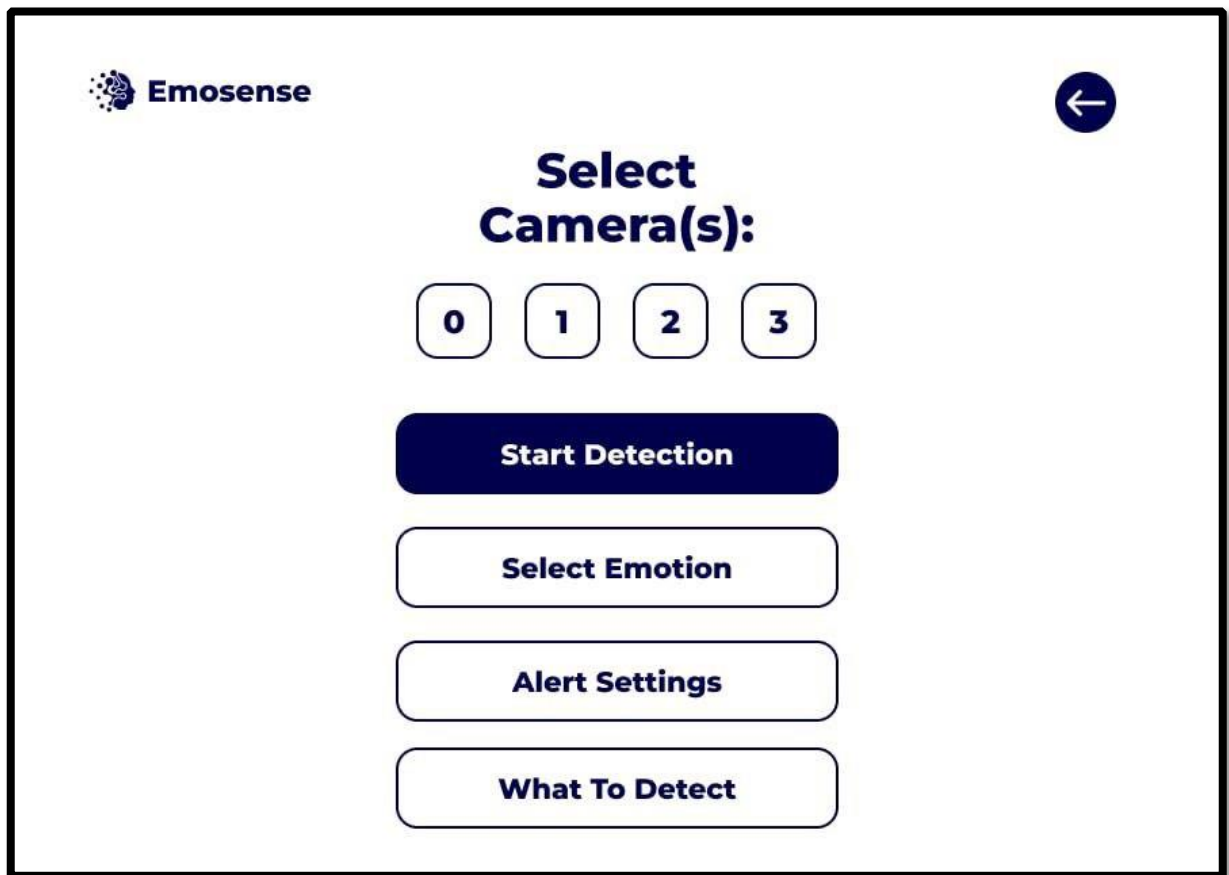 Emosense
Select
Camera(s):
0 1 2 3
Start Detection
Select Emotion
Alert Settings
What To Detect